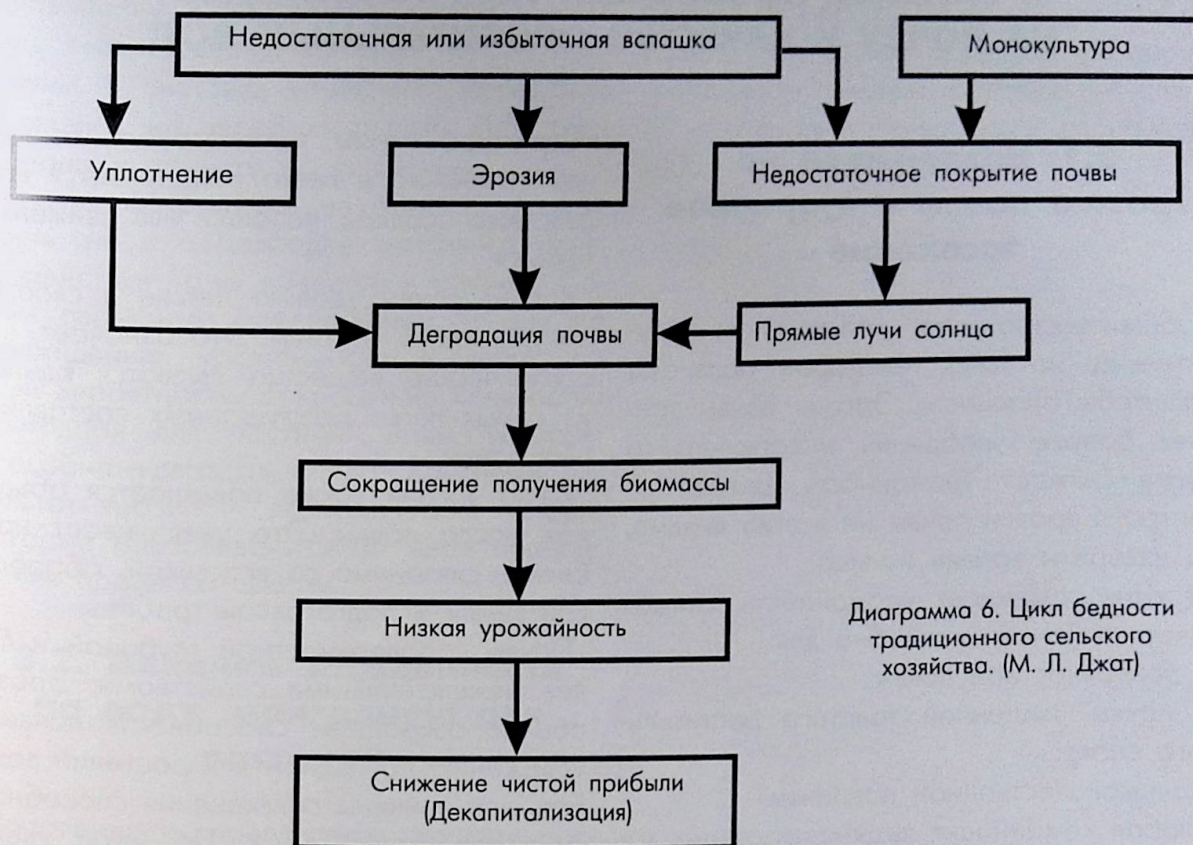 Недостаточная или избыточная вспашка
Монокультура
Уплотнение
Эрозия
Недостаточное покрытие почвы
Деградация почвы
Прямые лучи солнца
Сокращение получения биомассы
Низкая урожайность
Диаграмма 6. Цикл бедности
традиционного сельского
хозяйства. (М. Л. Джат)
Снижение чистой прибыли
(Декапитализация)